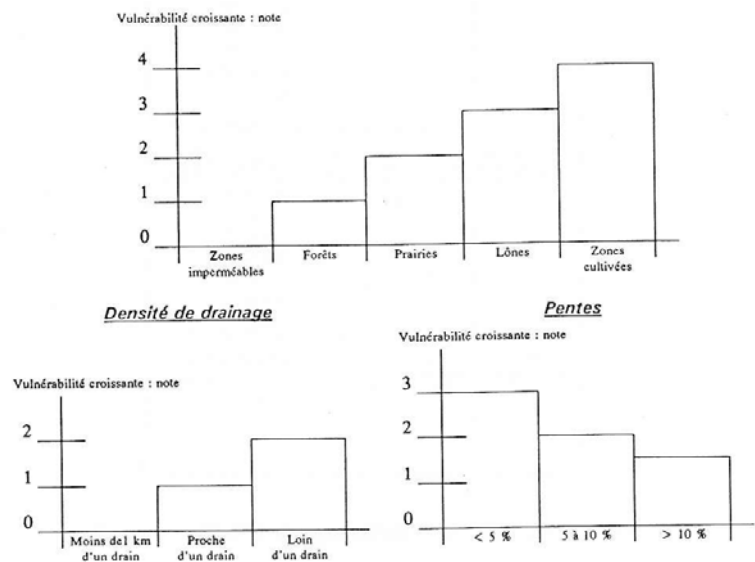 Vulnérabilité croissante : note
4
3
2
1
0
Zones imperméables
Forêts
Prairies
Lônes
Zones cultivées
Densité de drainage
Vulnérabilité croissante : note
2
1
0
Moins de1 km d'un drain
Proche d'un drain
Loin d'un drain
Pentes
Vulnérabilité croissante : note
3
2
1
0
< 5 %
5 à 10 %
> 10 %